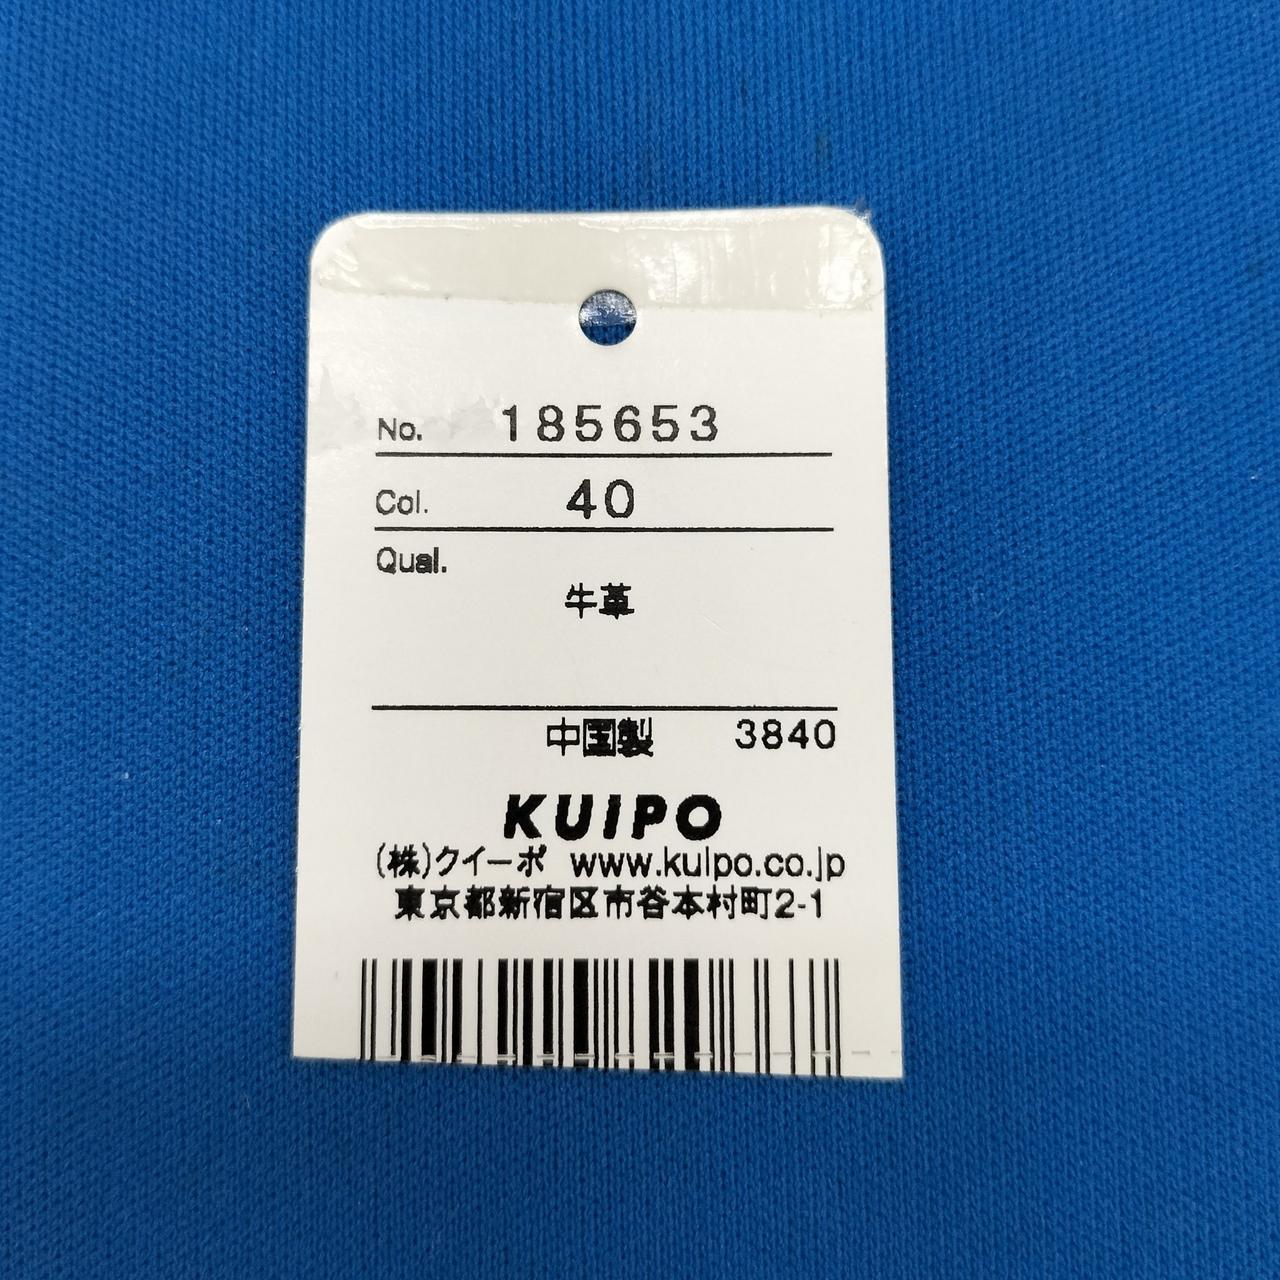 No. 185653
Col. 40
Qual.
牛革
中国製 3840
KUIPO
(株)クイーポ www.kuipo.co.jp
東京都新宿区市谷本村町2-1